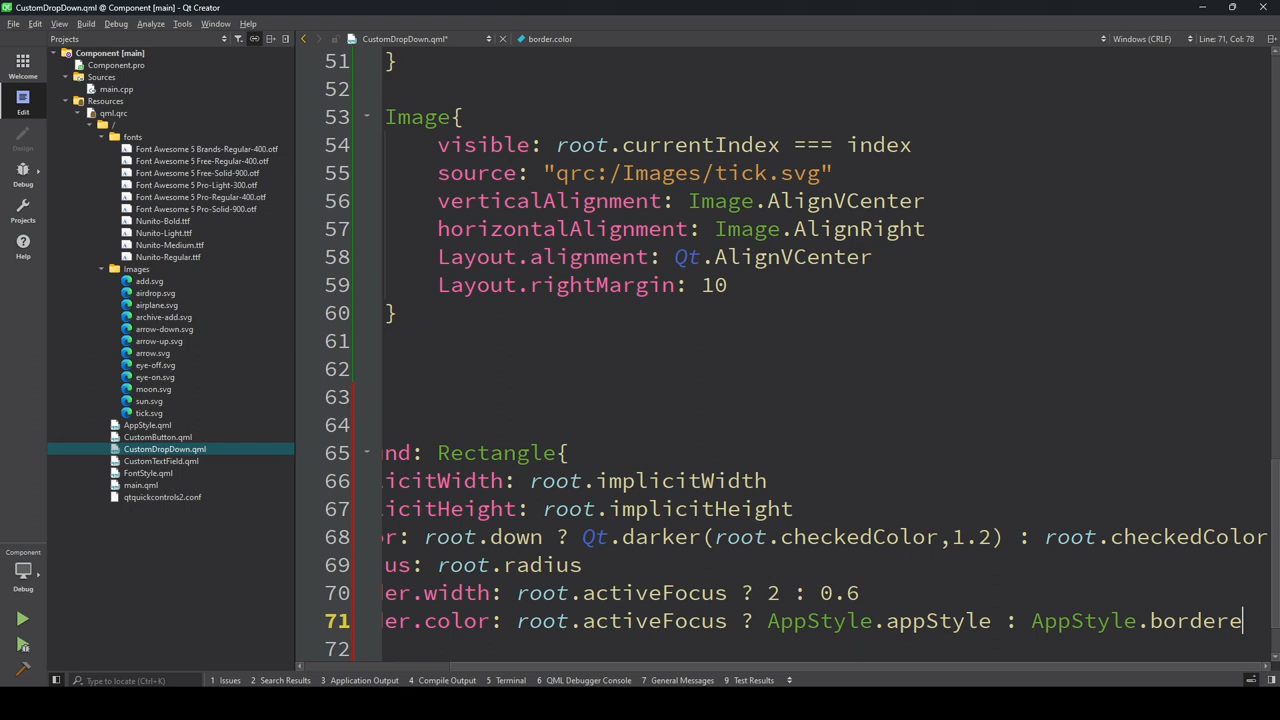 CustomDropDown.qml @ Component [main] - Qt Creator
File Edit View Build Debug Analyze Tools Window Help
Projects
CustomDropDown.qml*
border.color
Windows (CRLF)
Line: 71, Col: 78
Welcome
Edit
Design
Debug
Projects
Help
Component
Debug
Component [main]
Component.pro
Sources
main.cpp
Resources
qml.qrc
/
fonts
Font Awesome 5 Brands-Regular-400.otf
Font Awesome 5 Free-Regular-400.otf
Font Awesome 5 Free-Solid-900.otf
Font Awesome 5 Pro-Light-300.otf
Font Awesome 5 Pro-Regular-400.otf
Font Awesome 5 Pro-Solid-900.otf
Nunito-Bold.ttf
Nunito-Light.ttf
Nunito-Medium.ttf
Nunito-Regular.ttf
Images
add.svg
airdrop.svg
airplane.svg
archive-add.svg
arrow-down.svg
arrow-up.svg
arrow.svg
eye-off.svg
eye-on.svg
moon.svg
sun.svg
tick.svg
AppStyle.qml
CustomButton.qml
CustomDropDown.qml
CustomTextField.qml
FontStyle.qml
main.qml
qtquickcontrols2.conf
51 }
52
53 Image{
54 visible: root.currentIndex === index
55 source: "qrc:/Images/tick.svg"
56 verticalAlignment: Image.AlignVCenter
57 horizontalAlignment: Image.AlignRight
58 Layout.alignment: Qt.AlignVCenter
59 Layout.rightMargin: 10
60 }
61
62
63
64
65 nd: Rectangle{
66 licitWidth: root.implicitWidth
67 licitHeight: root.implicitHeight
68 or: root.down ? Qt.darker(root.checkedColor,1.2) : root.checkedColor
69 us: root.radius
70 er.width: root.activeFocus ? 2 : 0.6
71 er.color: root.activeFocus ? AppStyle.appStyle : AppStyle.bordere
72
Type to locate (Ctrl+K)
1 Issues 2 Search Results 3 Application Output 4 Compile Output 5 Terminal 6 QML Debugger Console 7 General Messages 9 Test Results